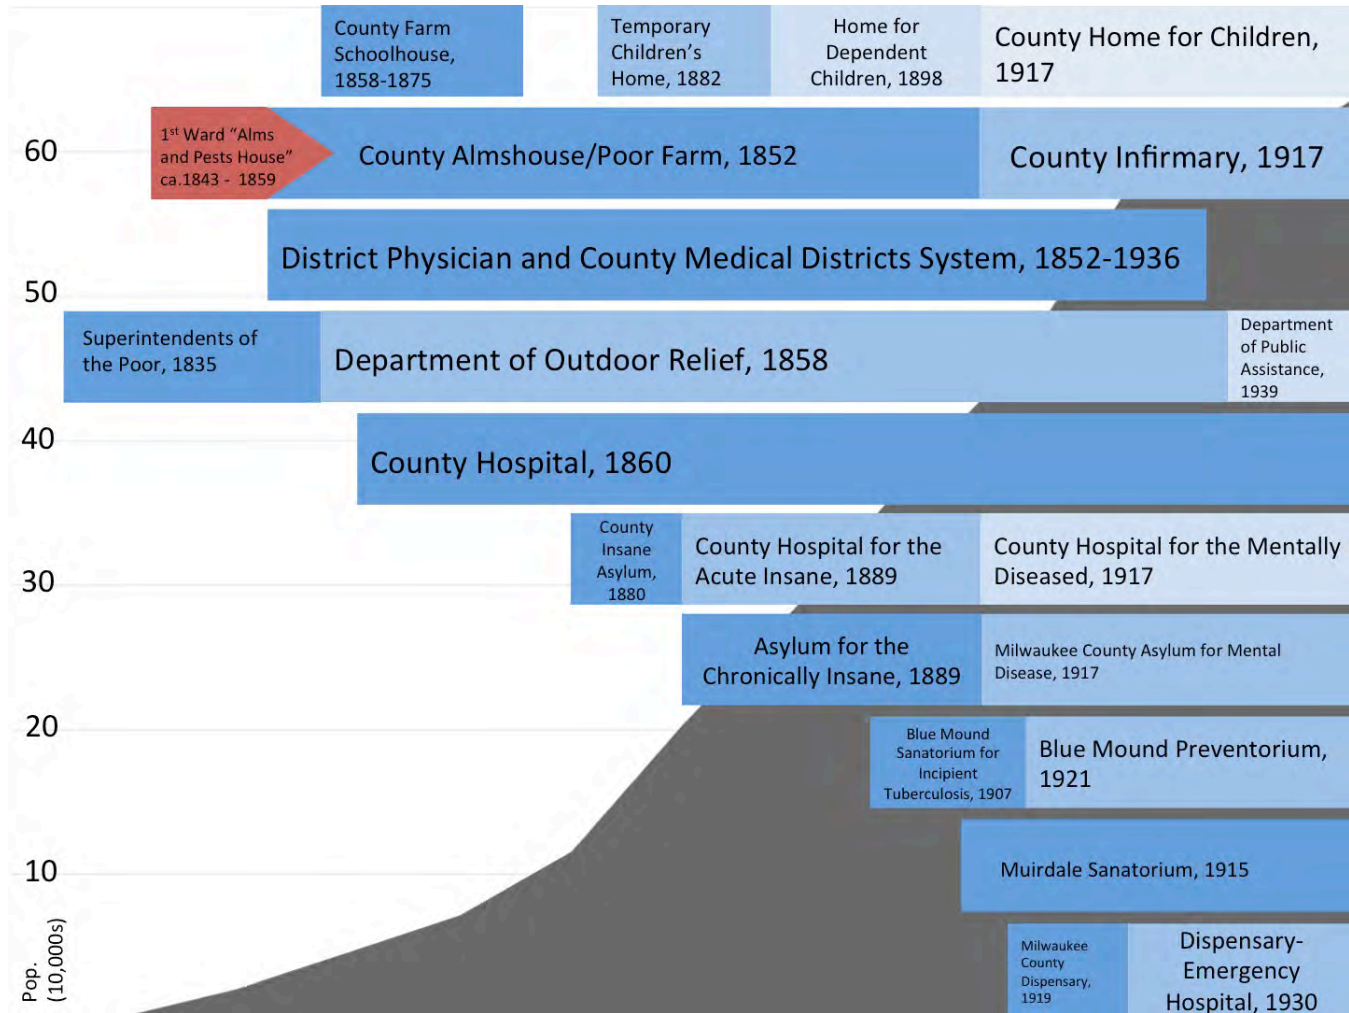 County Farm
Schoolhouse,
1858-1875
Temporary
Children’s
Home, 1882
Home for
Dependent
Children, 1898
County Home for Children,
1917
60
1st Ward “Alms
and Pests House”
ca.1843 - 1859
County Almshouse/Poor Farm, 1852
County Infirmary, 1917
District Physician and County Medical Districts System, 1852-1936
50
Superintendents of
the Poor, 1835
Department of Outdoor Relief, 1858
Department
of Public
Assistance,
1939
40
County Hospital, 1860
County
Insane
Asylum,
1880
County Hospital for the
Acute Insane, 1889
County Hospital for the Mentally
Diseased, 1917
30
Asylum for the
Chronically Insane, 1889
Milwaukee County Asylum for Mental
Disease, 1917
20
Blue Mound
Sanatorium for
Incipient
Tuberculosis, 1907
Blue Mound Preventorium,
1921
10
Muirdale Sanatorium, 1915
Pop.
(10,000s)
Milwaukee
County
Dispensary,
1919
Dispensary-
Emergency
Hospital, 1930